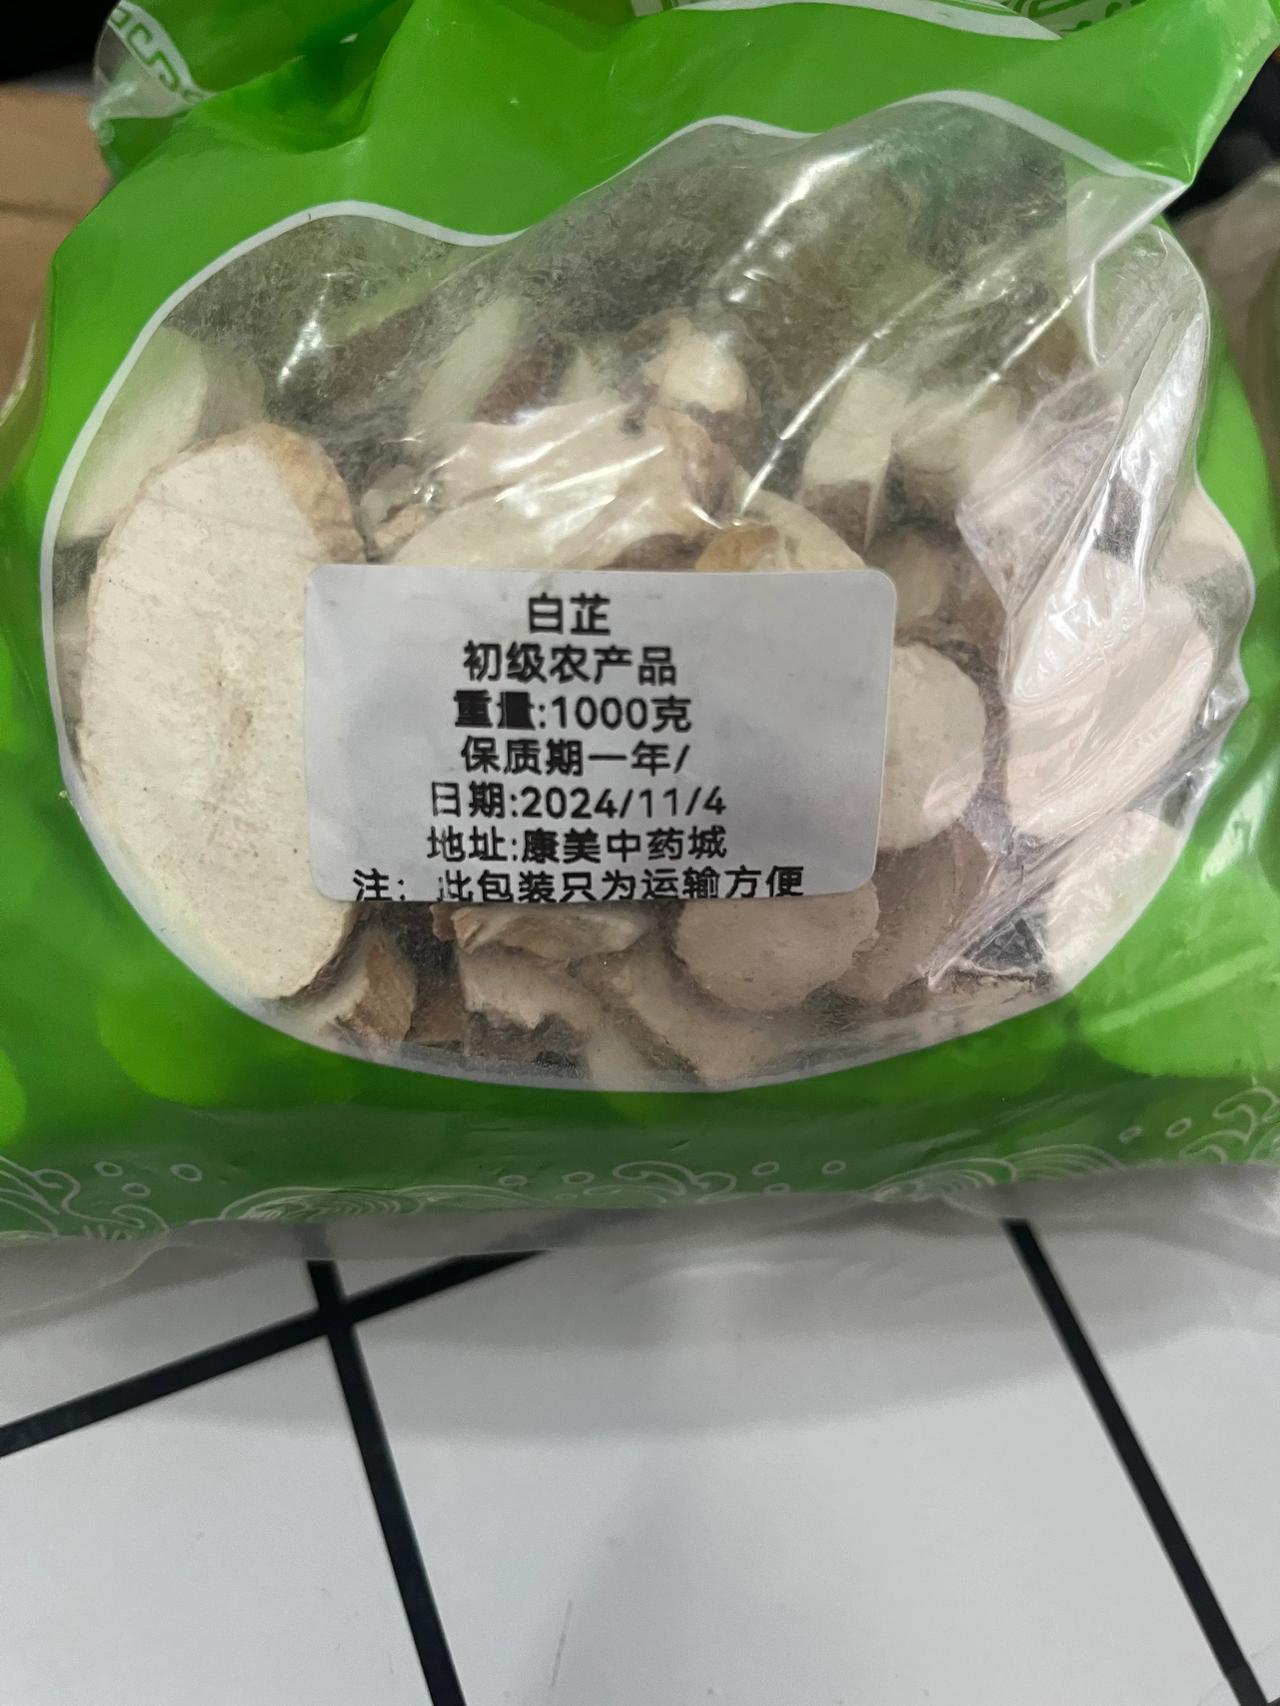 白芷
初级农产品
重量:1000克
保质期一年/
日期:2024/11/4
地址:康美中药城
注：此包装只为运输方便